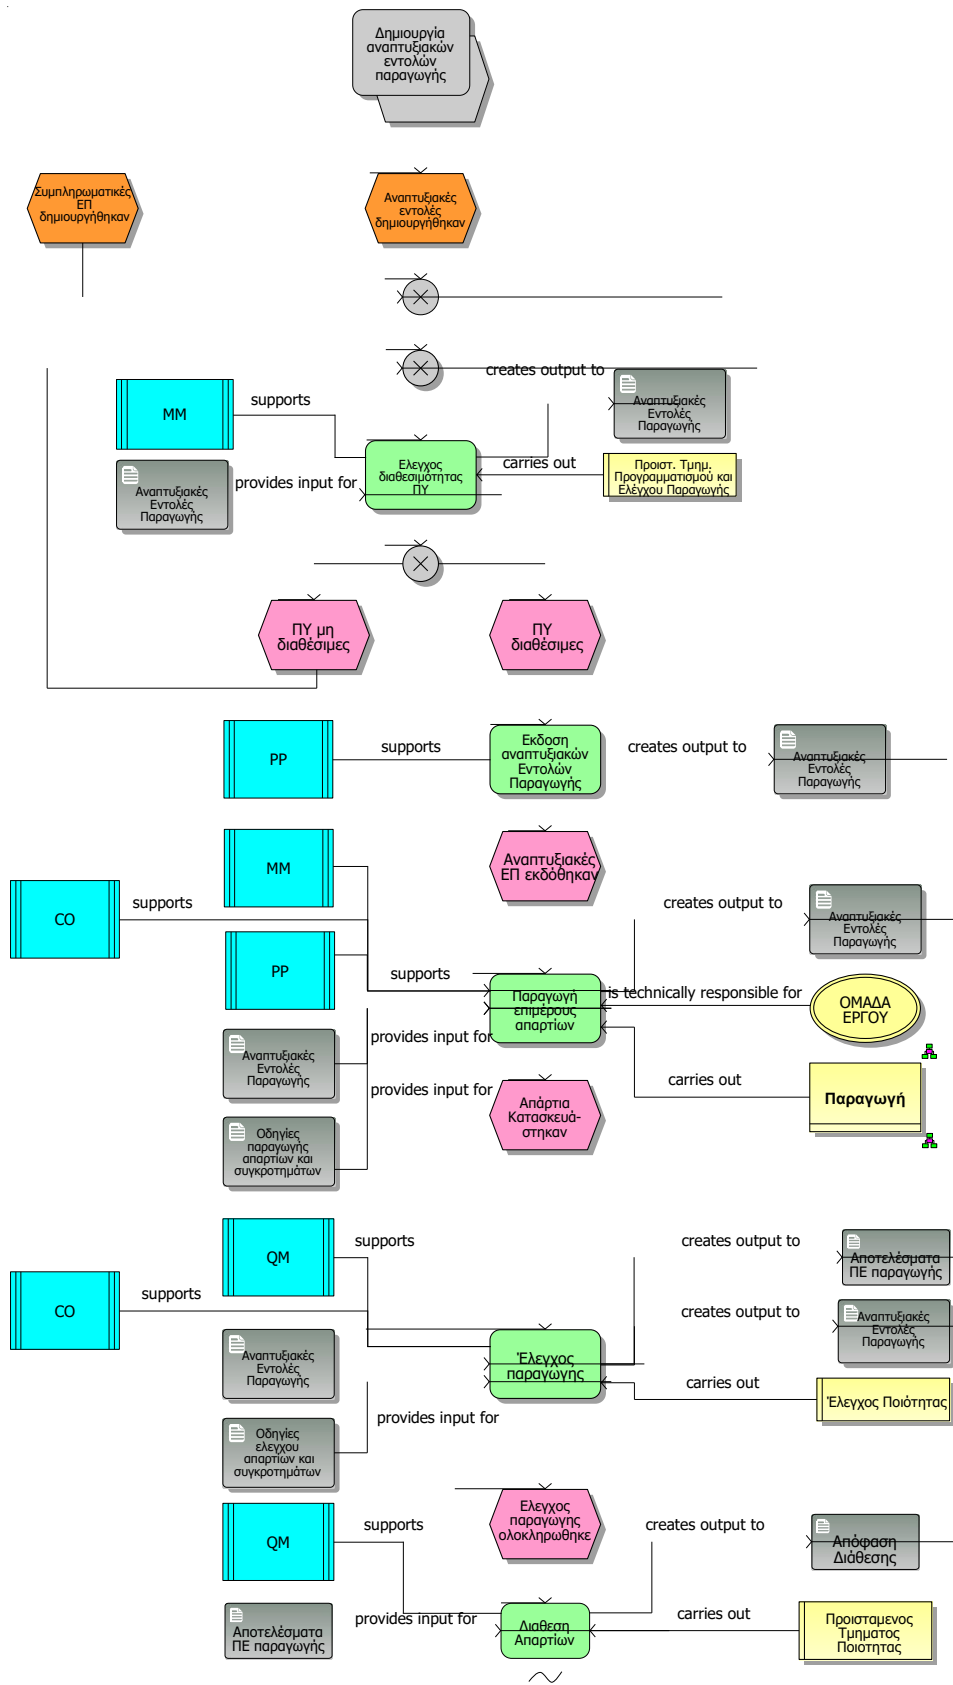 Δημιουργία
αναπτυξιακών
εντολών
παραγωγής
Συμπληρωματικές
ΕΠ
δημιουργήθηκαν
Αναπτυξιακές
εντολές
δημιουργήθηκαν
creates output to
MM
supports
Αναπτυξιακές
Εντολές
Παραγωγής
Ελεγχος
διαθεσιμότητας
ΠΥ
carries out
Προιστ. Τμημ.
Προγραμματισμού και
Ελέγχου Παραγωγής
Αναπτυξιακές
Εντολές
Παραγωγής
provides input for
ΠΥ μη
διαθέσιμες
ΠΥ
διαθέσιμες
PP
supports
Εκδοση
αναπτυξιακών
Εντολών
Παραγωγής
creates output to
Αναπτυξιακές
Εντολές
Παραγωγής
MM
Αναπτυξιακές
ΕΠ εκδόθηκαν
CO
supports
creates output to
Αναπτυξιακές
Εντολές
Παραγωγής
PP
supports
Παραγωγή
επιμέρους
απαρτίων
is technically responsible for
ΟΜΑΔΑ
ΕΡΓΟΥ
Αναπτυξιακές
Εντολές
Παραγωγής
provides input for
provides input for
carries out
Παραγωγή
Απάρτια
Κατασκευά-
στηκαν
Οδηγίες
παραγωγής
απαρτίων και
συγκροτημάτων
QM
supports
creates output to
Αποτελέσματα
ΠΕ παραγωγής
CO
supports
creates output to
Αναπτυξιακές
Εντολές
Παραγωγής
Αναπτυξιακές
Εντολές
Παραγωγής
Έλεγχος
παραγωγής
carries out
Έλεγχος Ποιότητας
provides input for
Οδηγίες
ελεγχου
απαρτίων και
συγκροτημάτων
QM
supports
Ελεγχος
παραγωγης
ολοκληρωθηκε
creates output to
Απόφαση
Διάθεσης
Αποτελέσματα
ΠΕ παραγωγής
provides input for
Διαθεση
Απαρτίων
carries out
Προισταμενος
Τμηματος
Ποιοτητας